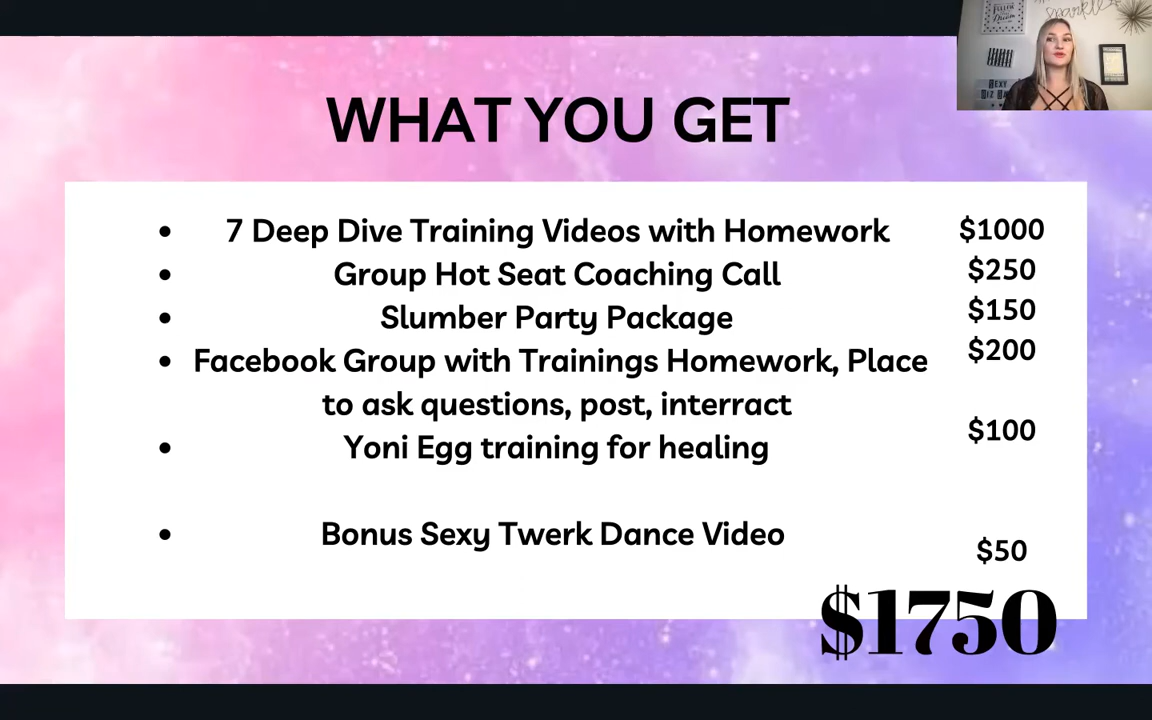 WHAT YOU GET
sparkle
• 7 Deep Dive Training Videos with Homework $1000
• Group Hot Seat Coaching Call $250
• Slumber Party Package $150
• Facebook Group with Trainings Homework, Place $200
to ask questions, post, interract
• Yoni Egg training for healing $100
• Bonus Sexy Twerk Dance Video $50
$1750